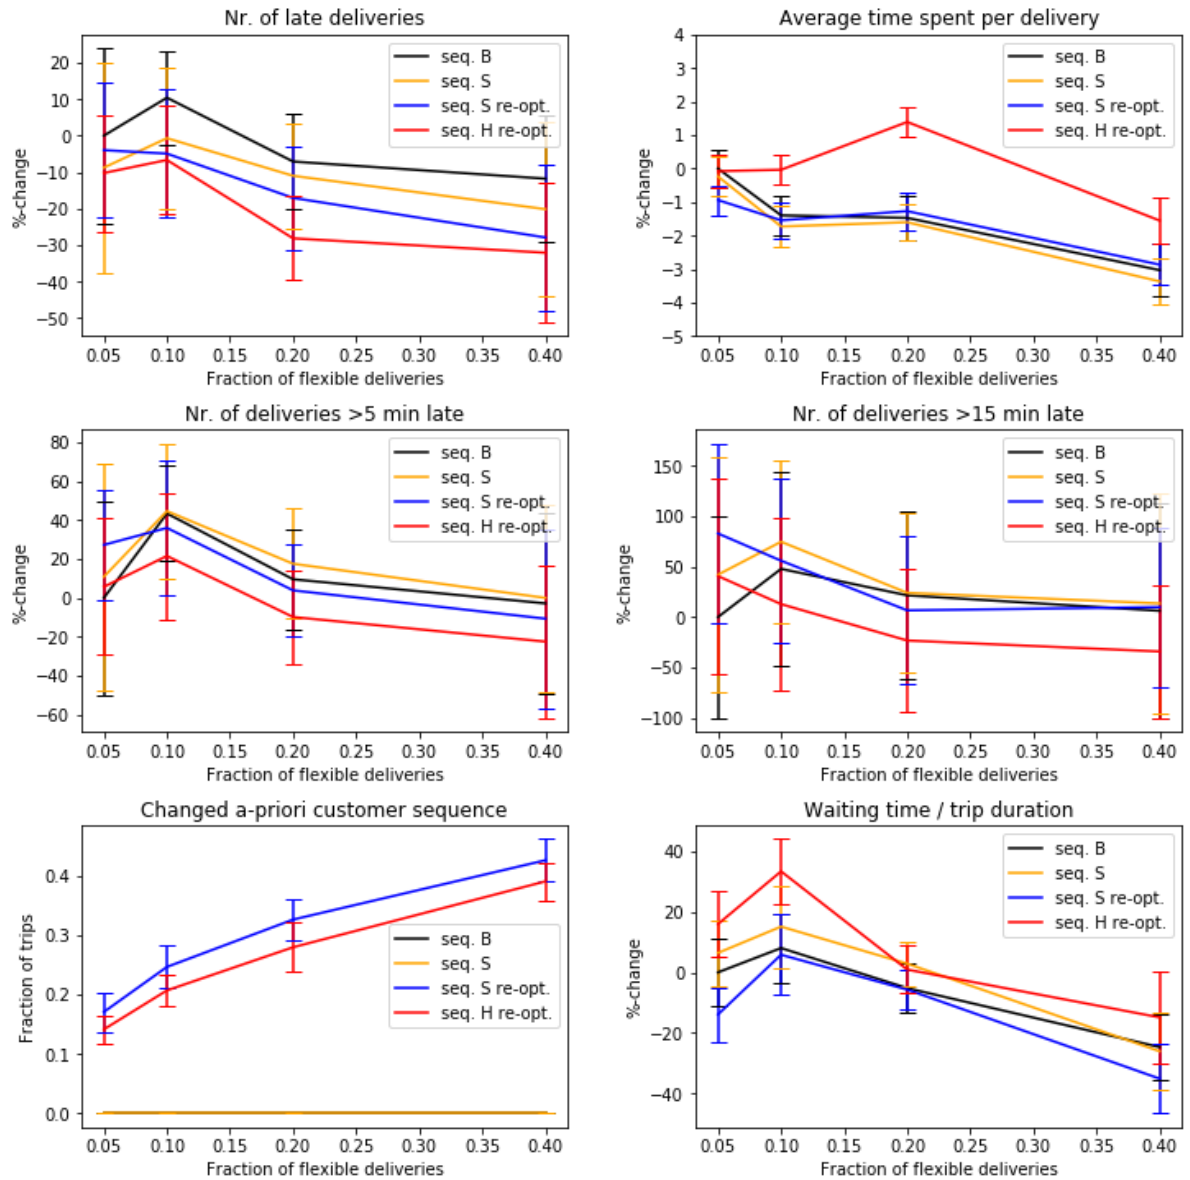 Nr. of late deliveries
20
10
0
−10
−20
−30
−40
−50
%-change
seq. B
seq. S
seq. S re-opt.
seq. H re-opt.
0.05 0.10 0.15 0.20 0.25 0.30 0.35 0.40
Fraction of flexible deliveries
Average time spent per delivery
4
3
2
1
0
−1
−2
−3
−4
−5
%-change
seq. B
seq. S
seq. S re-opt.
seq. H re-opt.
0.05 0.10 0.15 0.20 0.25 0.30 0.35 0.40
Fraction of flexible deliveries
Nr. of deliveries >5 min late
80
60
40
20
0
−20
−40
−60
%-change
seq. B
seq. S
seq. S re-opt.
seq. H re-opt.
0.05 0.10 0.15 0.20 0.25 0.30 0.35 0.40
Fraction of flexible deliveries
Nr. of deliveries >15 min late
150
100
50
0
−50
−100
%-change
seq. B
seq. S
seq. S re-opt.
seq. H re-opt.
0.05 0.10 0.15 0.20 0.25 0.30 0.35 0.40
Fraction of flexible deliveries
Changed a-priori customer sequence
0.4
0.3
0.2
0.1
0.0
Fraction of trips
seq. B
seq. S
seq. S re-opt.
seq. H re-opt.
0.05 0.10 0.15 0.20 0.25 0.30 0.35 0.40
Fraction of flexible deliveries
Waiting time / trip duration
40
20
0
−20
−40
%-change
seq. B
seq. S
seq. S re-opt.
seq. H re-opt.
0.05 0.10 0.15 0.20 0.25 0.30 0.35 0.40
Fraction of flexible deliveries